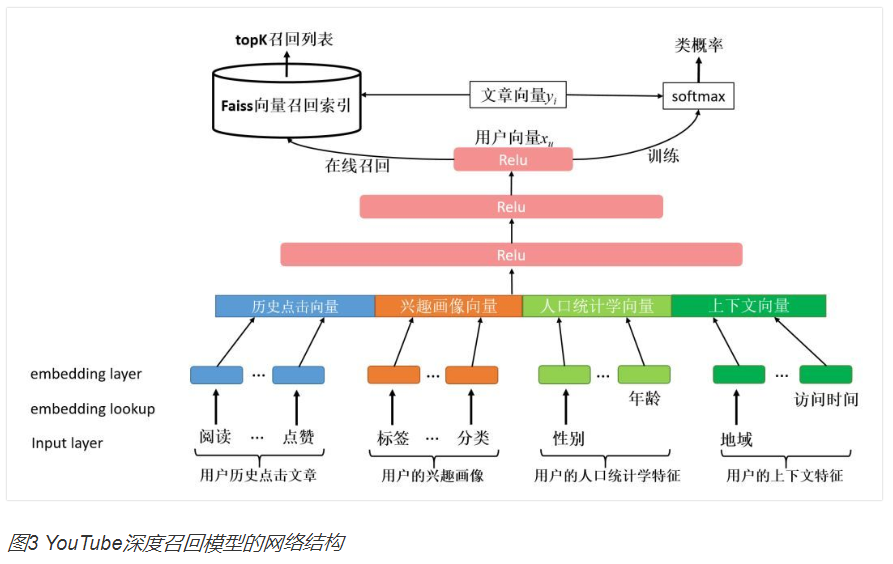 topK召回列表
类概率
Faiss向量召回索引
文章向量yi
softmax
用户向量xu
在线召回
Relu
训练
Relu
Relu
历史点击向量
兴趣画像向量
人口统计学向量
上下文向量
embedding layer
... ... ... ...
年龄
访问时间
embedding lookup
Input layer
阅读 ... 点赞
标签 ... 分类
性别
地域
用户历史点击文章
用户的兴趣画像
用户的人口统计学特征
用户的上下文特征
图3 YouTube深度召回模型的网络结构